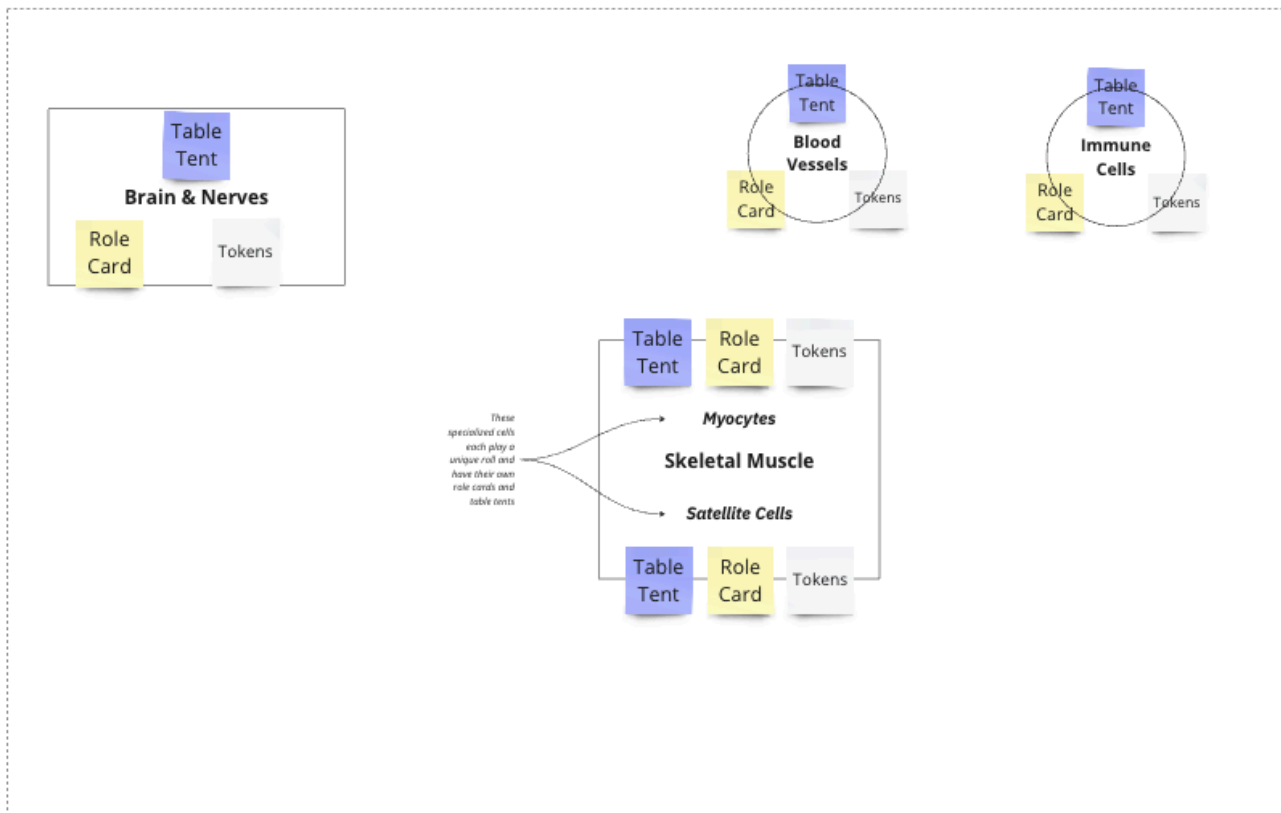 Table
Tent
Brain & Nerves
Role
Card
Tokens
Table
Tent
Blood
Vessels
Role
Card
Tokens
Table
Tent
Immune
Cells
Role
Card
Tokens
Table
Tent
Role
Card
Tokens
These
specialized cells
each play a
unique roll and
have their own
role cards and
table tents
Myocytes
Skeletal Muscle
Satellite Cells
Table
Tent
Role
Card
Tokens